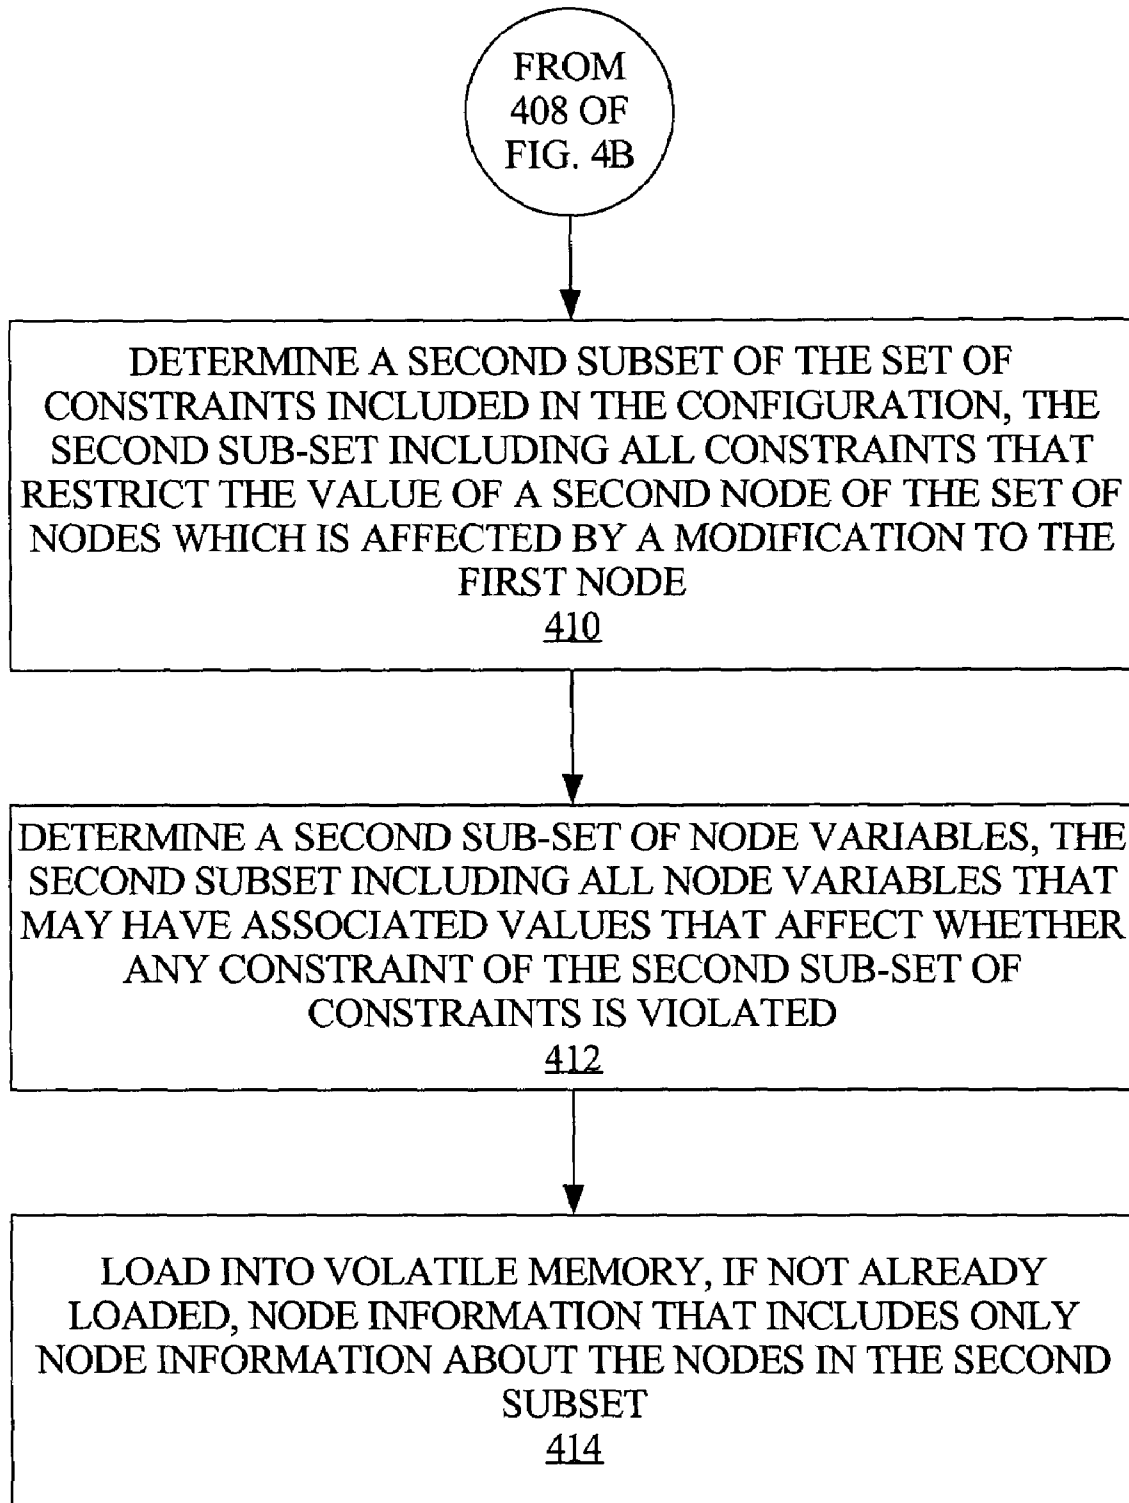 FROM
408 OF
FIG. 4B
DETERMINE A SECOND SUBSET OF THE SET OF
CONSTRAINTS INCLUDED IN THE CONFIGURATION, THE
SECOND SUB-SET INCLUDING ALL CONSTRAINTS THAT
RESTRICT THE VALUE OF A SECOND NODE OF THE SET OF
NODES WHICH IS AFFECTED BY A MODIFICATION TO THE
FIRST NODE
410
DETERMINE A SECOND SUB-SET OF NODE VARIABLES, THE
SECOND SUBSET INCLUDING ALL NODE VARIABLES THAT
MAY HAVE ASSOCIATED VALUES THAT AFFECT WHETHER
ANY CONSTRAINT OF THE SECOND SUB-SET OF
CONSTRAINTS IS VIOLATED
412
LOAD INTO VOLATILE MEMORY, IF NOT ALREADY
LOADED, NODE INFORMATION THAT INCLUDES ONLY
NODE INFORMATION ABOUT THE NODES IN THE SECOND
SUBSET
414